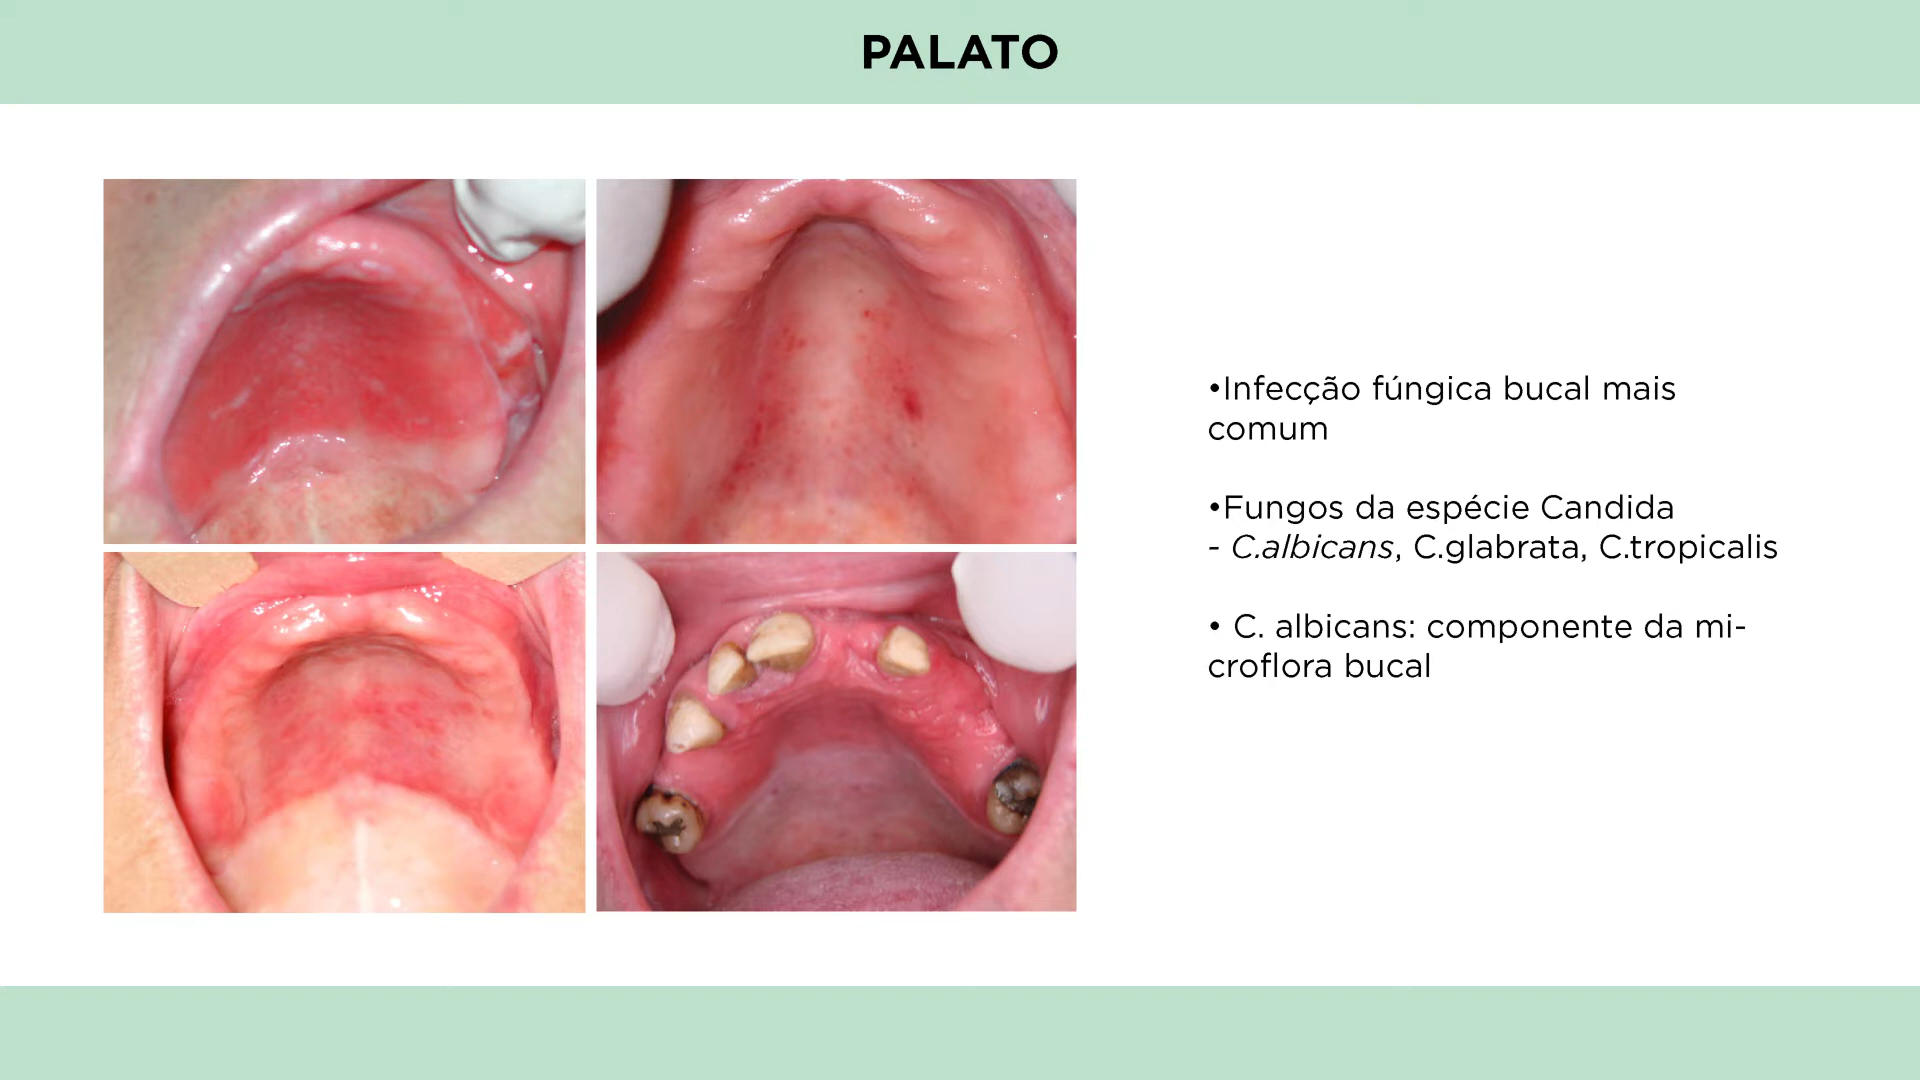 PALATO
•Infecção fúngica bucal mais
comum
•Fungos da espécie Candida
- C.albicans, C.glabrata, C.tropicalis
• C. albicans: componente da mi-
croflora bucal